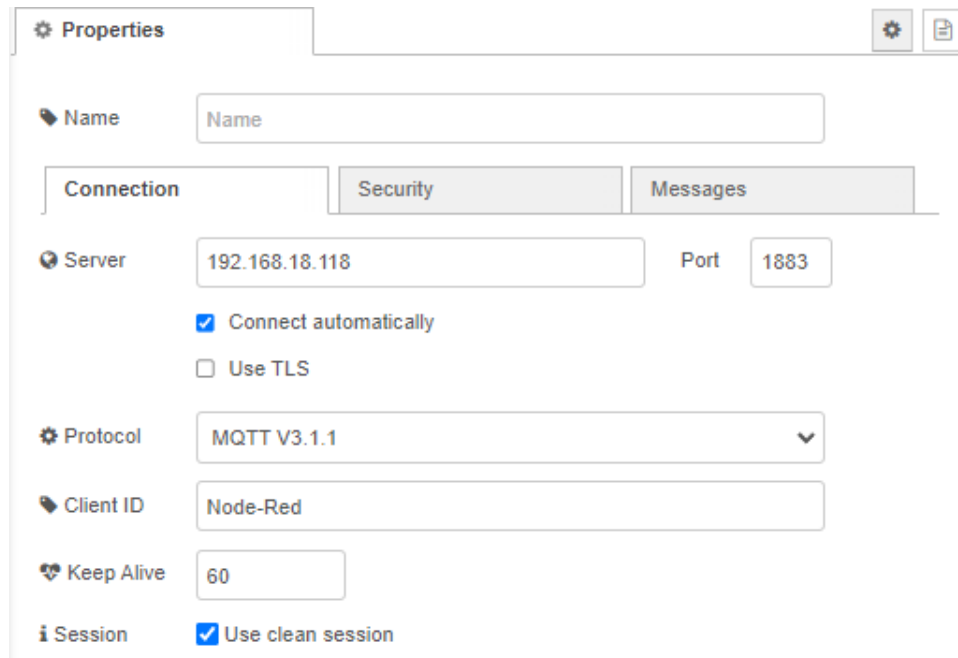 Properties
Name Name
Connection Security Messages
Server 192.168.18.118 Port 1883
Connect automatically
Use TLS
Protocol MQTT V3.1.1
Client ID Node-Red
Keep Alive 60
Session Use clean session